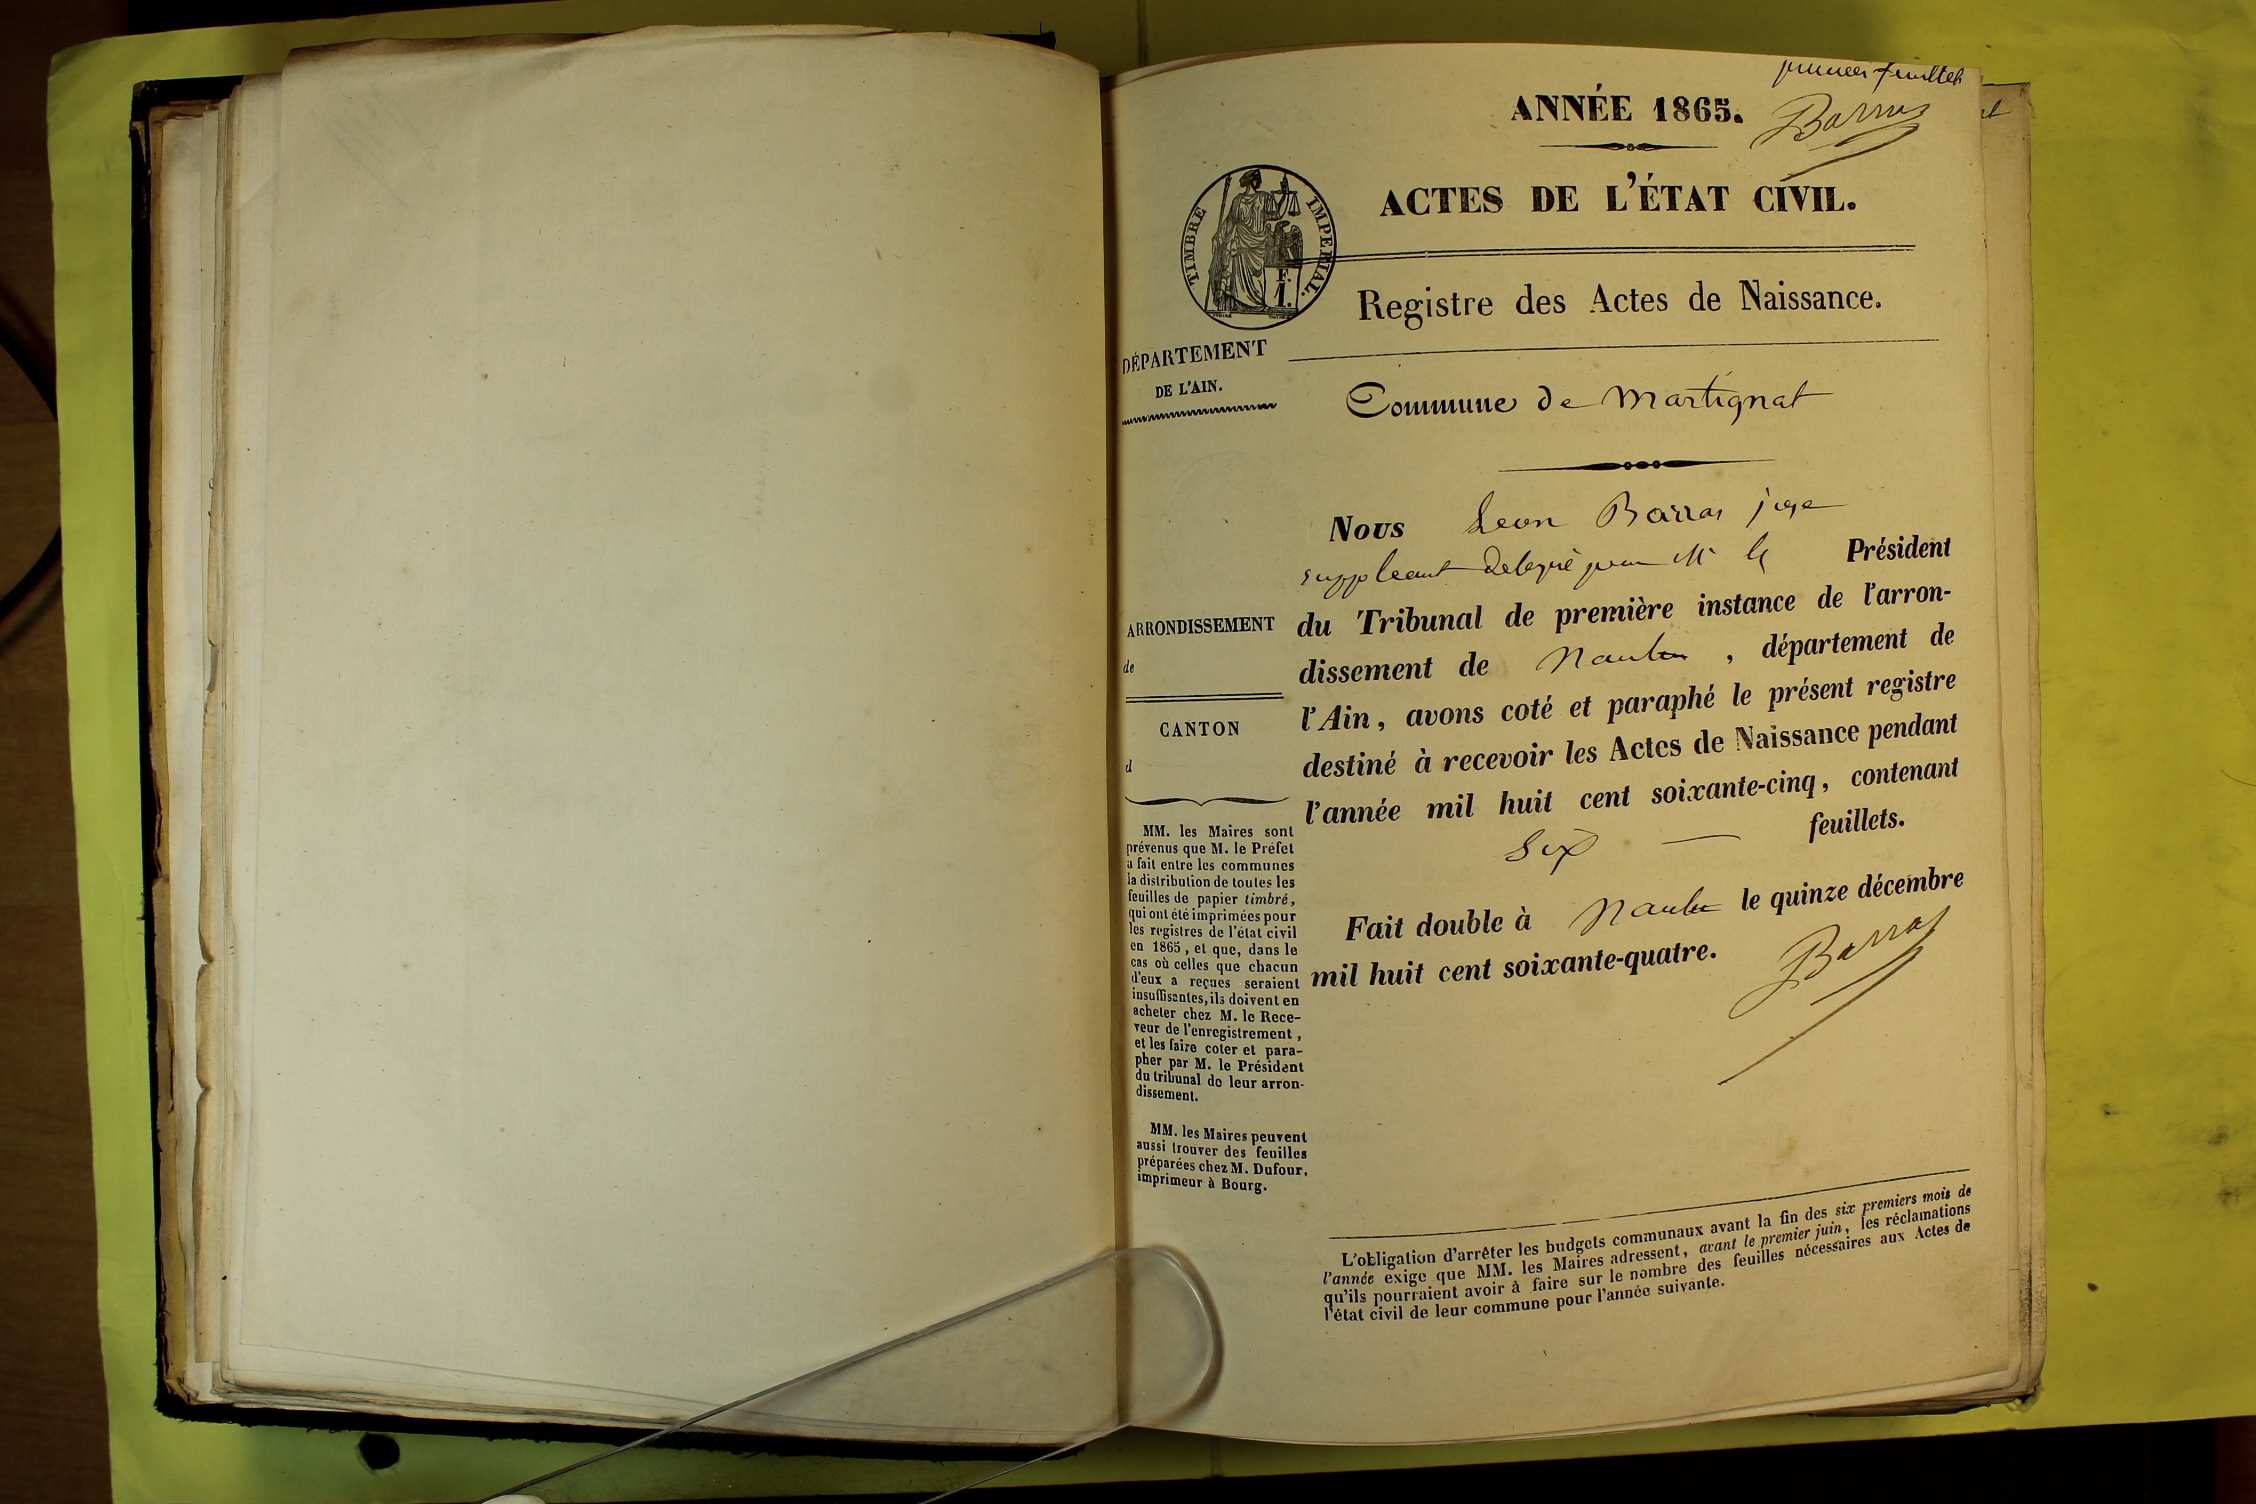 premier feuillet
Barras
ANNÉE 1865.
ACTES DE L'ÉTAT CIVIL.
TIMBRE IMPERIAL.
F.
1.
Registre des Actes de Naissance.
DÉPARTEMENT
DE L'AIN.
Commune de Martignat
Nous Leon Barras juge
suppleant delegué par M le Président
du Tribunal de première instance de l'arron-
dissement de Nantua, département de
l'Ain, avons coté et paraphé le présent registre
destiné à recevoir les Actes de Naissance pendant
l'année mil huit cent soixante-cinq, contenant
Six feuillets.
Fait double à Nantua le quinze décembre
mil huit cent soixante-quatre.
Barras
ARRONDISSEMENT
de
CANTON
d
MM. les Maires sont
prévenus que M. le Préfet
a fait entre les communes
la distribution de toutes les
feuilles de papier timbré,
qui ont été imprimées pour
les registres de l'état civil
en 1865, et que, dans le
cas où celles que chacun
d'eux a reçues seraient
insuffisantes, ils doivent en
acheter chez M. le Rece-
veur de l'enregistrement,
et les faire coter et para-
pher par M. le Président
du tribunal de leur arron-
dissement.
MM. les Maires peuvent
aussi trouver des feuilles
préparées chez M. Dufour,
imprimeur à Bourg.
L'obligation d'arrêter les budgets communaux avant la fin des six premiers mois de
l'année exige que MM. les Maires adressent, avant le premier juin, les réclamations
qu'ils pourraient avoir à faire sur le nombre des feuilles nécessaires aux Actes de
l'état civil de leur commune pour l'année suivante.